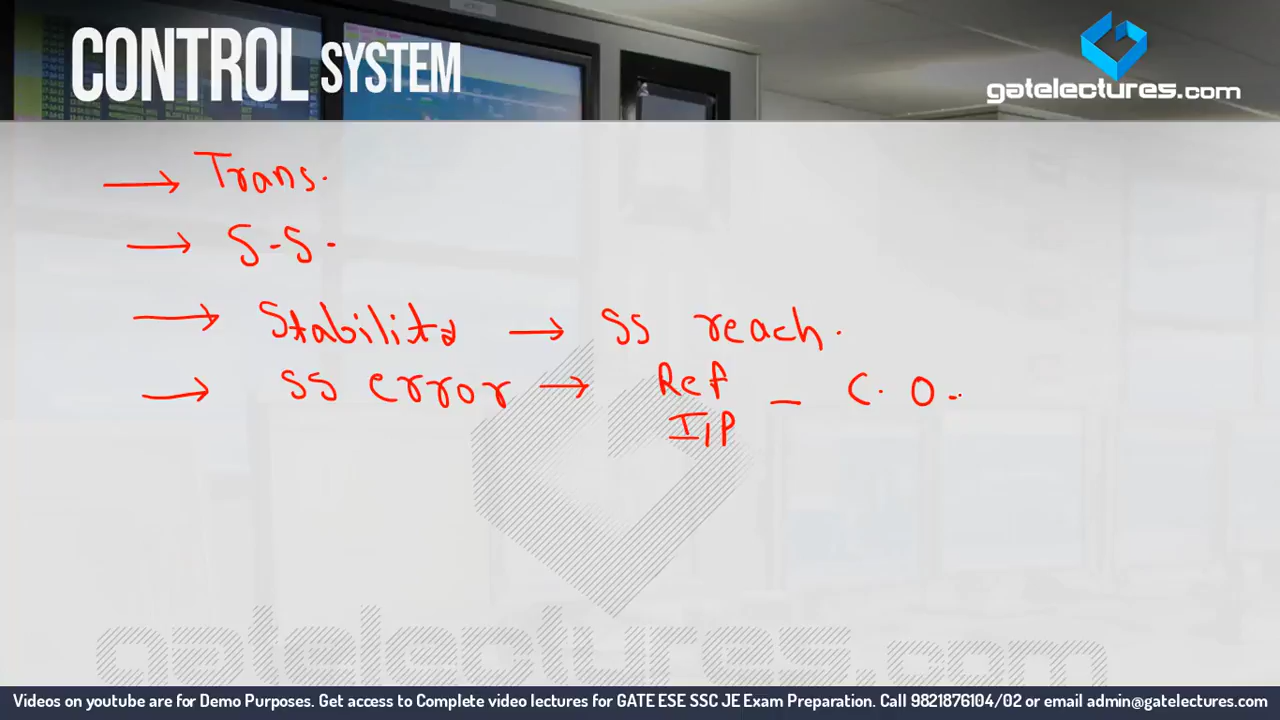 CONTROL SYSTEM
gatelectures.com
→ Trans.
→ S.S.
→ Stability → SS reach.
→ SS error → Ref I/P - C. O.
gatelectures.com
Videos on youtube are for Demo Purposes. Get access to Complete video lectures for GATE ESE SSC JE Exam Preparation. Call 9821876104/02 or email admin@gatelectures.com